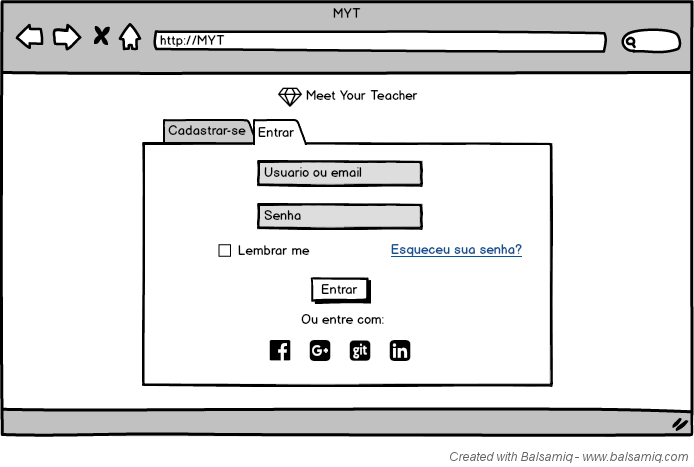 MYT
http://MYT
Meet Your Teacher
Cadastrar-se
Entrar
Usuario ou email
Senha
Lembrar me
Esqueceu sua senha?
Entrar
Ou entre com:
f
G+
git
in
Created with Balsamiq - www.balsamiq.com